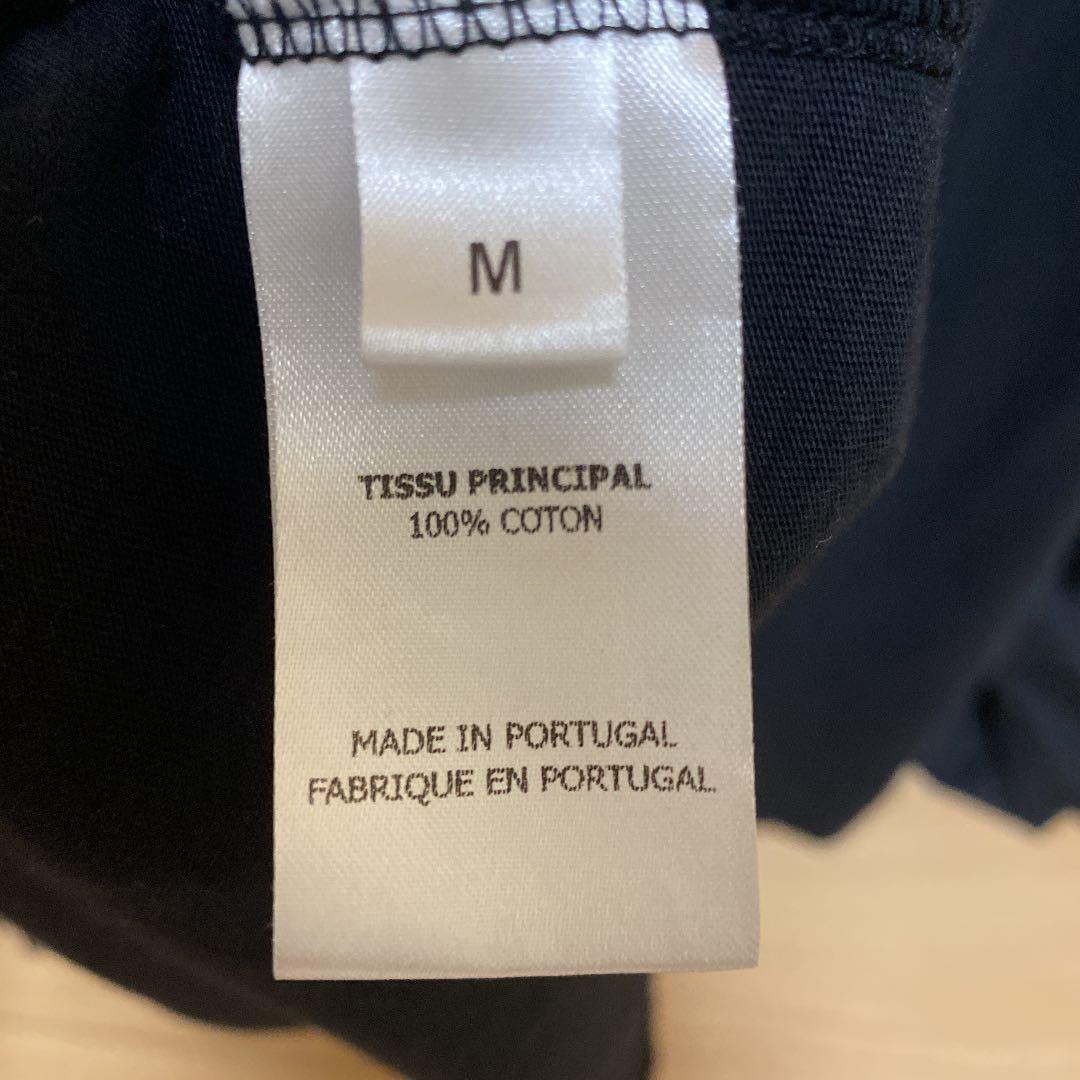 M
TISSU PRINCIPAL
100% COTON
MADE IN PORTUGAL
FABRIQUE EN PORTUGAL